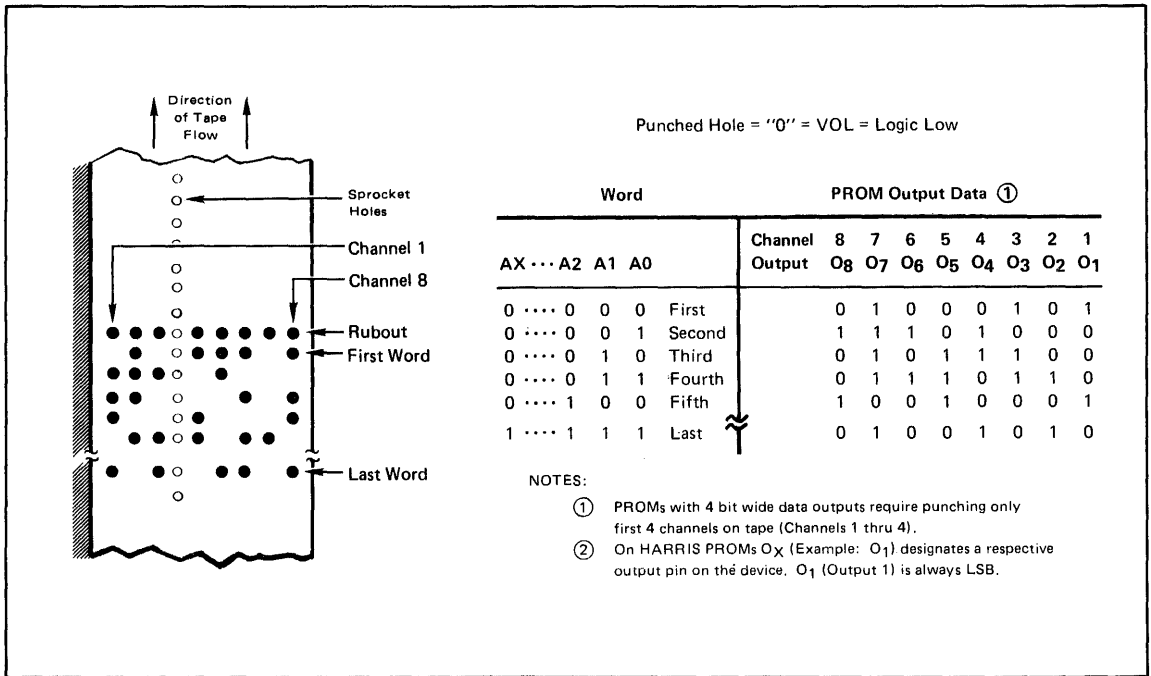 Direction
of Tape
Flow
Sprocket
Holes
Channel 1
Channel 8
Rubout
First Word
Last Word
Punched Hole = "0" = VOL = Logic Low
Word PROM Output Data ①
Channel 8 7 6 5 4 3 2 1
AX ···· A2 A1 A0 Output O8 O7 O6 O5 O4 O3 O2 O1
0 ···· 0 0 0 First 0 1 0 0 0 1 0 1
0 ···· 0 0 1 Second 1 1 1 0 1 0 0 0
0 ···· 0 1 0 Third 0 1 0 1 1 1 0 0
0 ···· 0 1 1 Fourth 0 1 1 1 0 1 1 0
0 ···· 1 0 0 Fifth 1 0 0 1 0 0 0 1
1 ···· 1 1 1 Last 0 1 0 0 1 0 1 0
NOTES:
① PROMs with 4 bit wide data outputs require punching only
first 4 channels on tape (Channels 1 thru 4).
② On HARRIS PROMs OX (Example: O1) designates a respective
output pin on the device. O1 (Output 1) is always LSB.